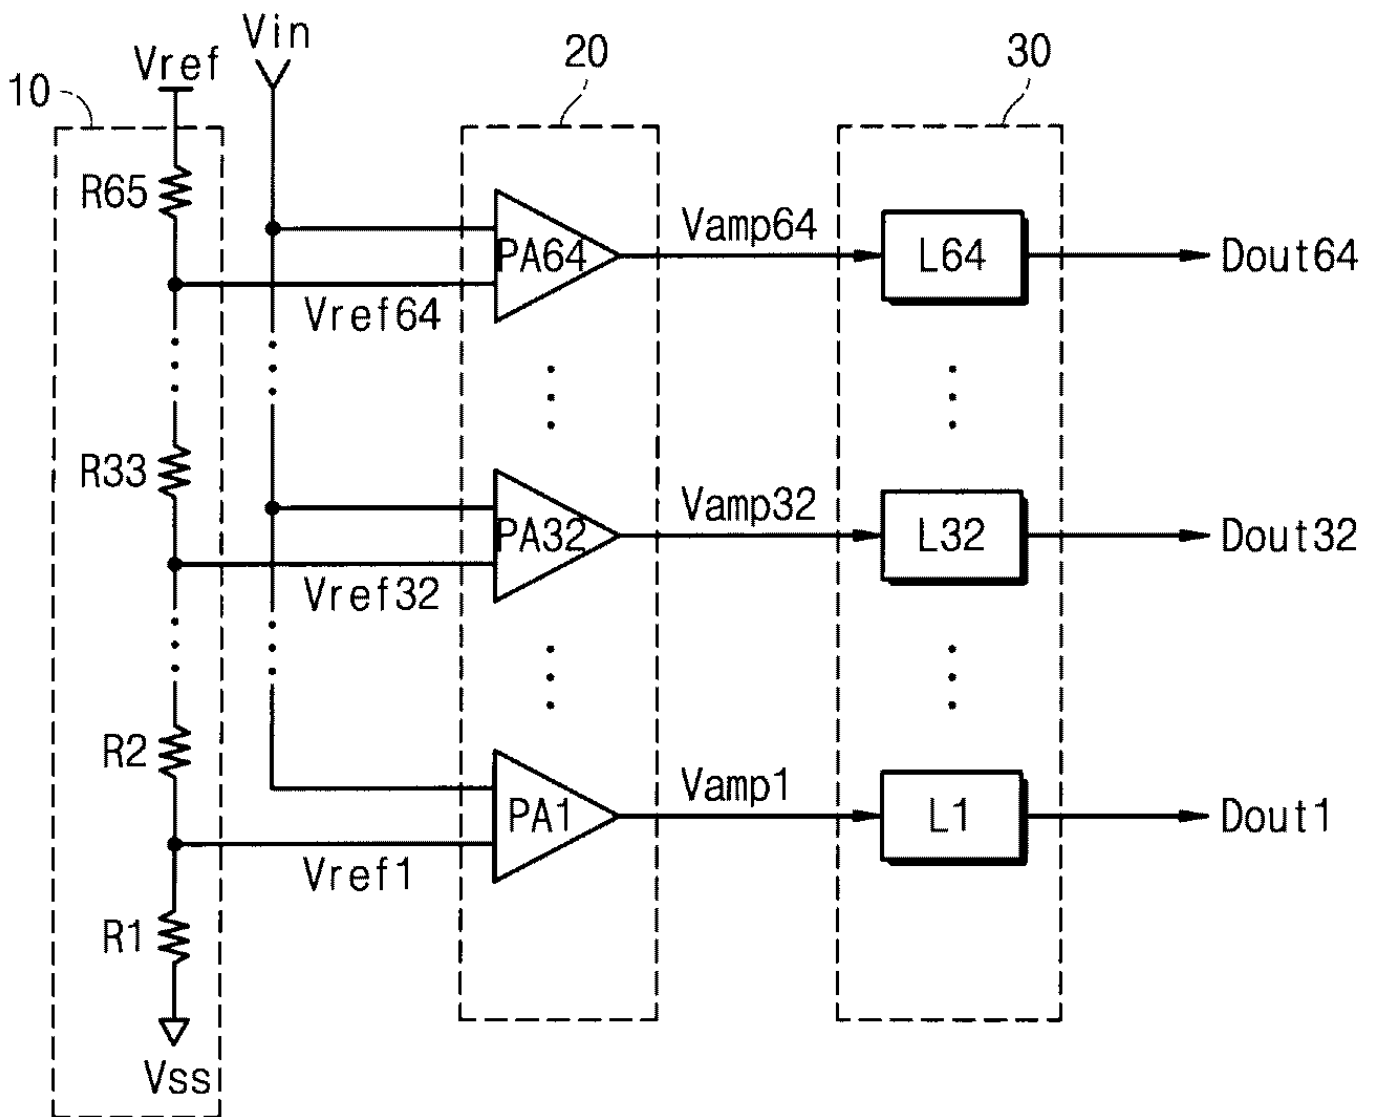 Vin
Vref
10
20
30
R65
PA64
Vamp64
L64
Dout64
Vref64
R33
PA32
Vamp32
L32
Dout32
Vref32
R2
PA1
Vamp1
L1
Dout1
Vref1
R1
Vss